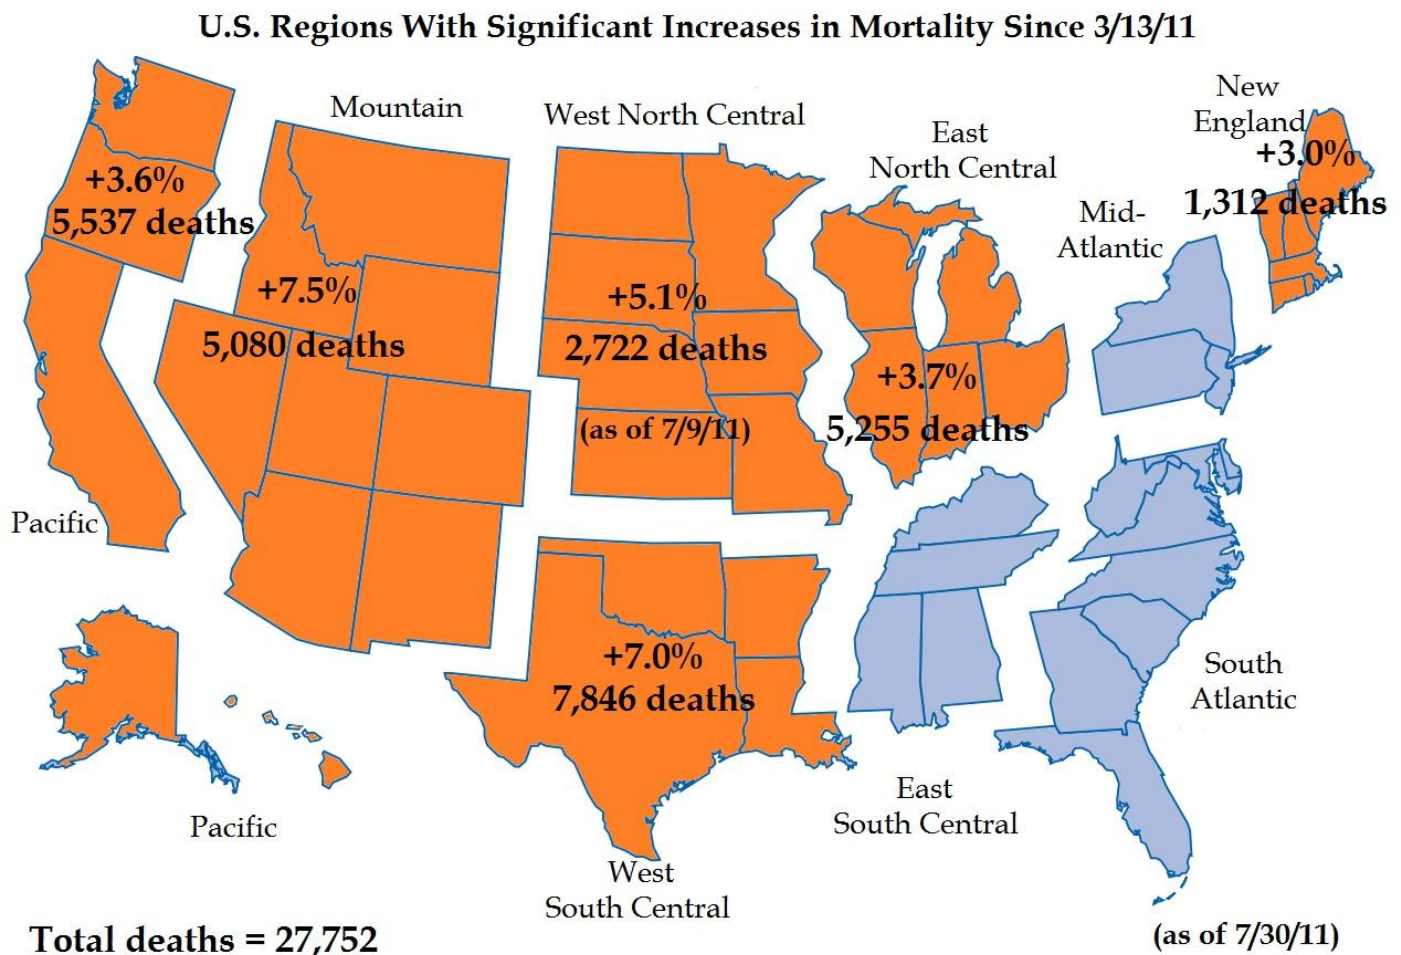 U.S. Regions With Significant Increases in Mortality Since 3/13/11
Mountain
West North Central
East
North Central
New
England
+3.0%
1,312 deaths
Mid-
Atlantic
+3.6%
5,537 deaths
+7.5%
5,080 deaths
+5.1%
2,722 deaths
(as of 7/9/11)
+3.7%
5,255 deaths
Pacific
+7.0%
7,846 deaths
South
Atlantic
Pacific
East
South Central
West
South Central
Total deaths = 27,752
(as of 7/30/11)